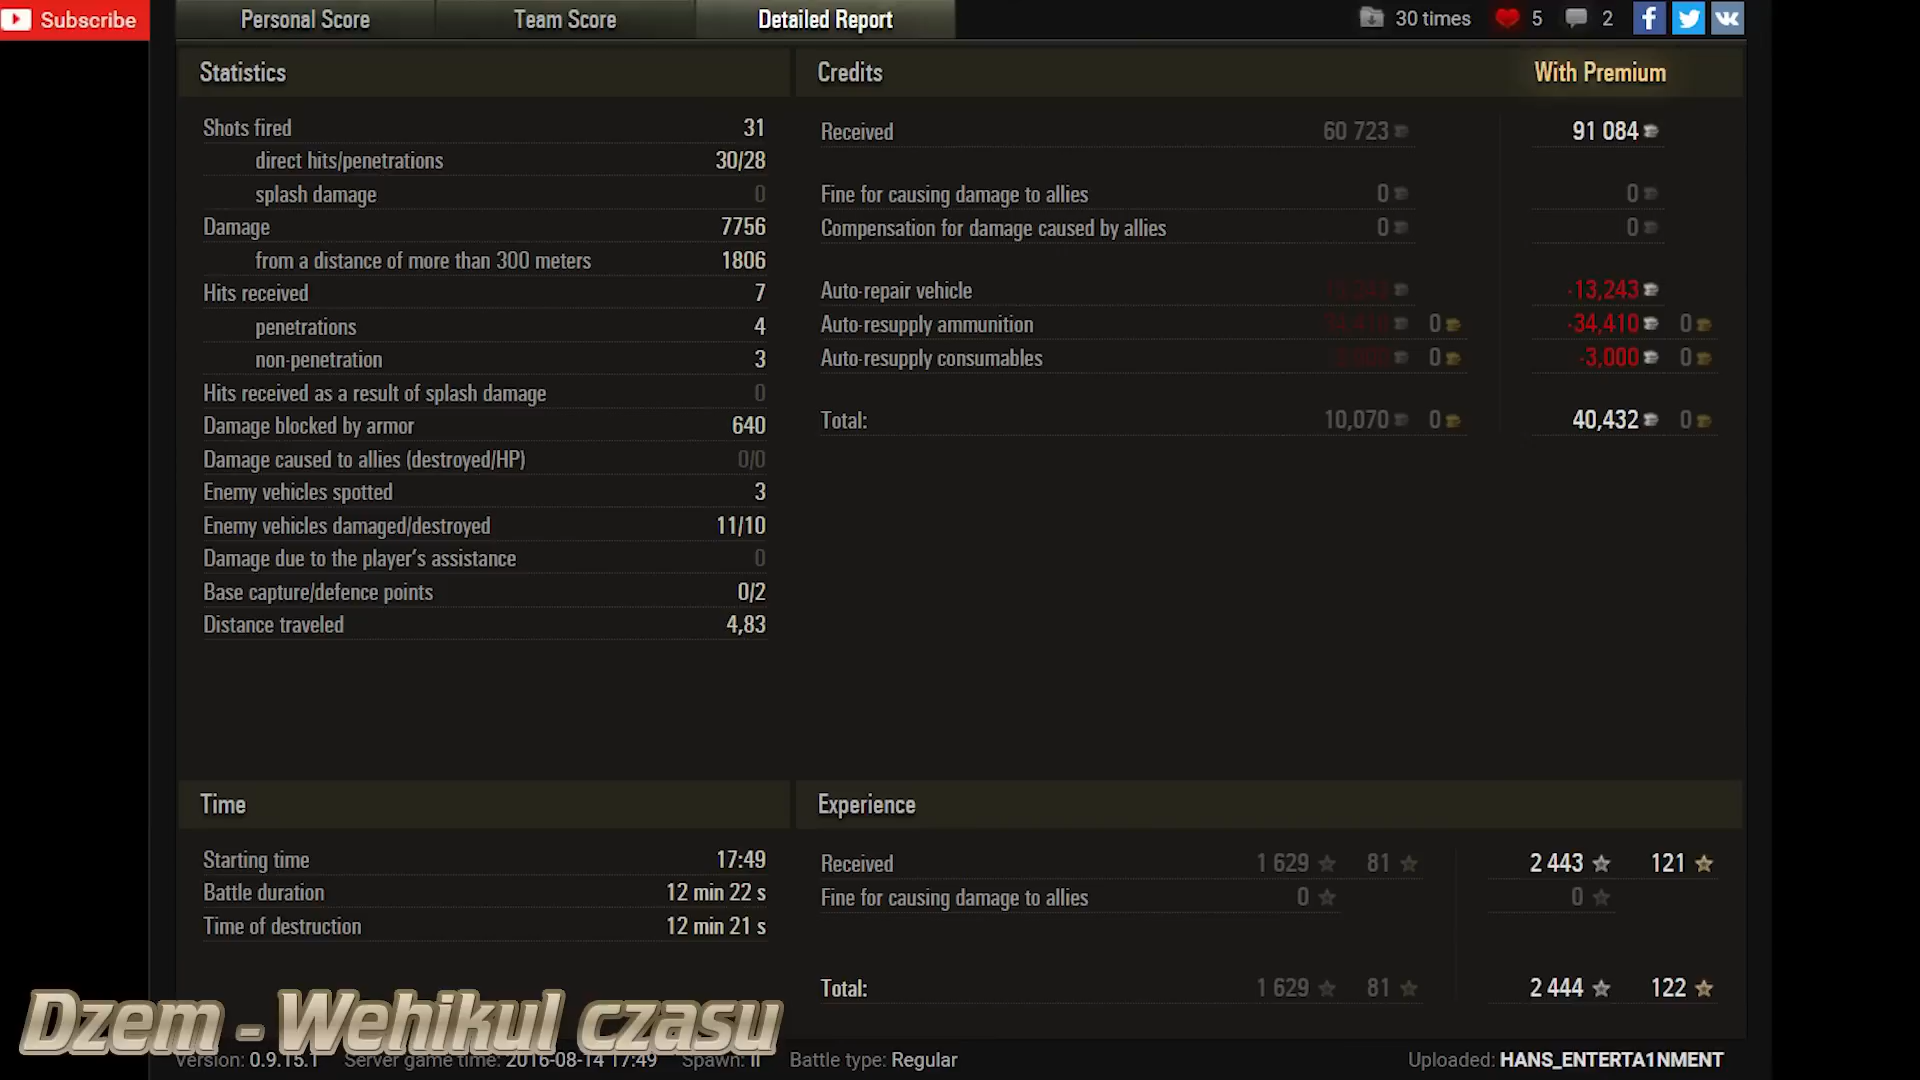 Subscribe
Personal Score Team Score Detailed Report 30 times 5 2
Statistics
Shots fired 31
direct hits/penetrations 30/28
splash damage 0
Damage 7756
from a distance of more than 300 meters 1806
Hits received 7
penetrations 4
non-penetration 3
Hits received as a result of splash damage 0
Damage blocked by armor 640
Damage caused to allies (destroyed/HP) 0/0
Enemy vehicles spotted 3
Enemy vehicles damaged/destroyed 11/10
Damage due to the player's assistance 0
Base capture/defence points 0/2
Distance traveled 4,83
Credits With Premium
Received 60 723 91 084
Fine for causing damage to allies 0 0
Compensation for damage caused by allies 0 0
Auto-repair vehicle -13,243
Auto-resupply ammunition 0 -34,410 0
Auto-resupply consumables 0 -3,000 0
Total: 10,070 0 40,432 0
Time
Starting time 17:49
Battle duration 12 min 22 s
Time of destruction 12 min 21 s
Experience
Received 1 629 81 2 443 121
Fine for causing damage to allies 0 0
Total: 1 629 81 2 444 122
Dzem - Wehikul czasu
Version: 0.9.15.1 Server game time: 2016-08-14 17:49 Spawn: II Battle type: Regular Uploaded: HANS_ENTERTA1NMENT